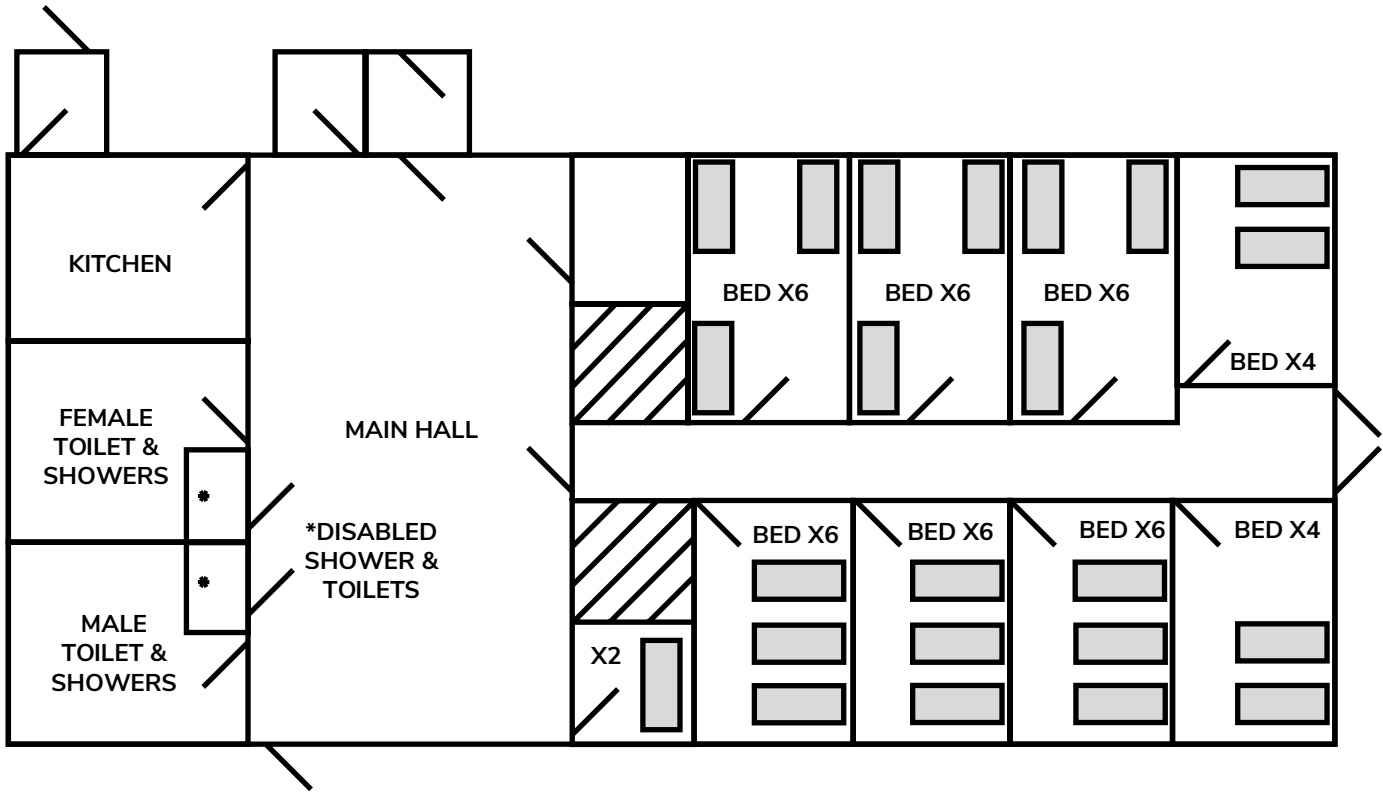 KITCHEN
BED X6
BED X6
BED X6
BED X4
FEMALE
TOILET &
SHOWERS
MAIN HALL
*
*
*DISABLED
SHOWER &
TOILETS
MALE
TOILET &
SHOWERS
X2
BED X6
BED X6
BED X6
BED X4